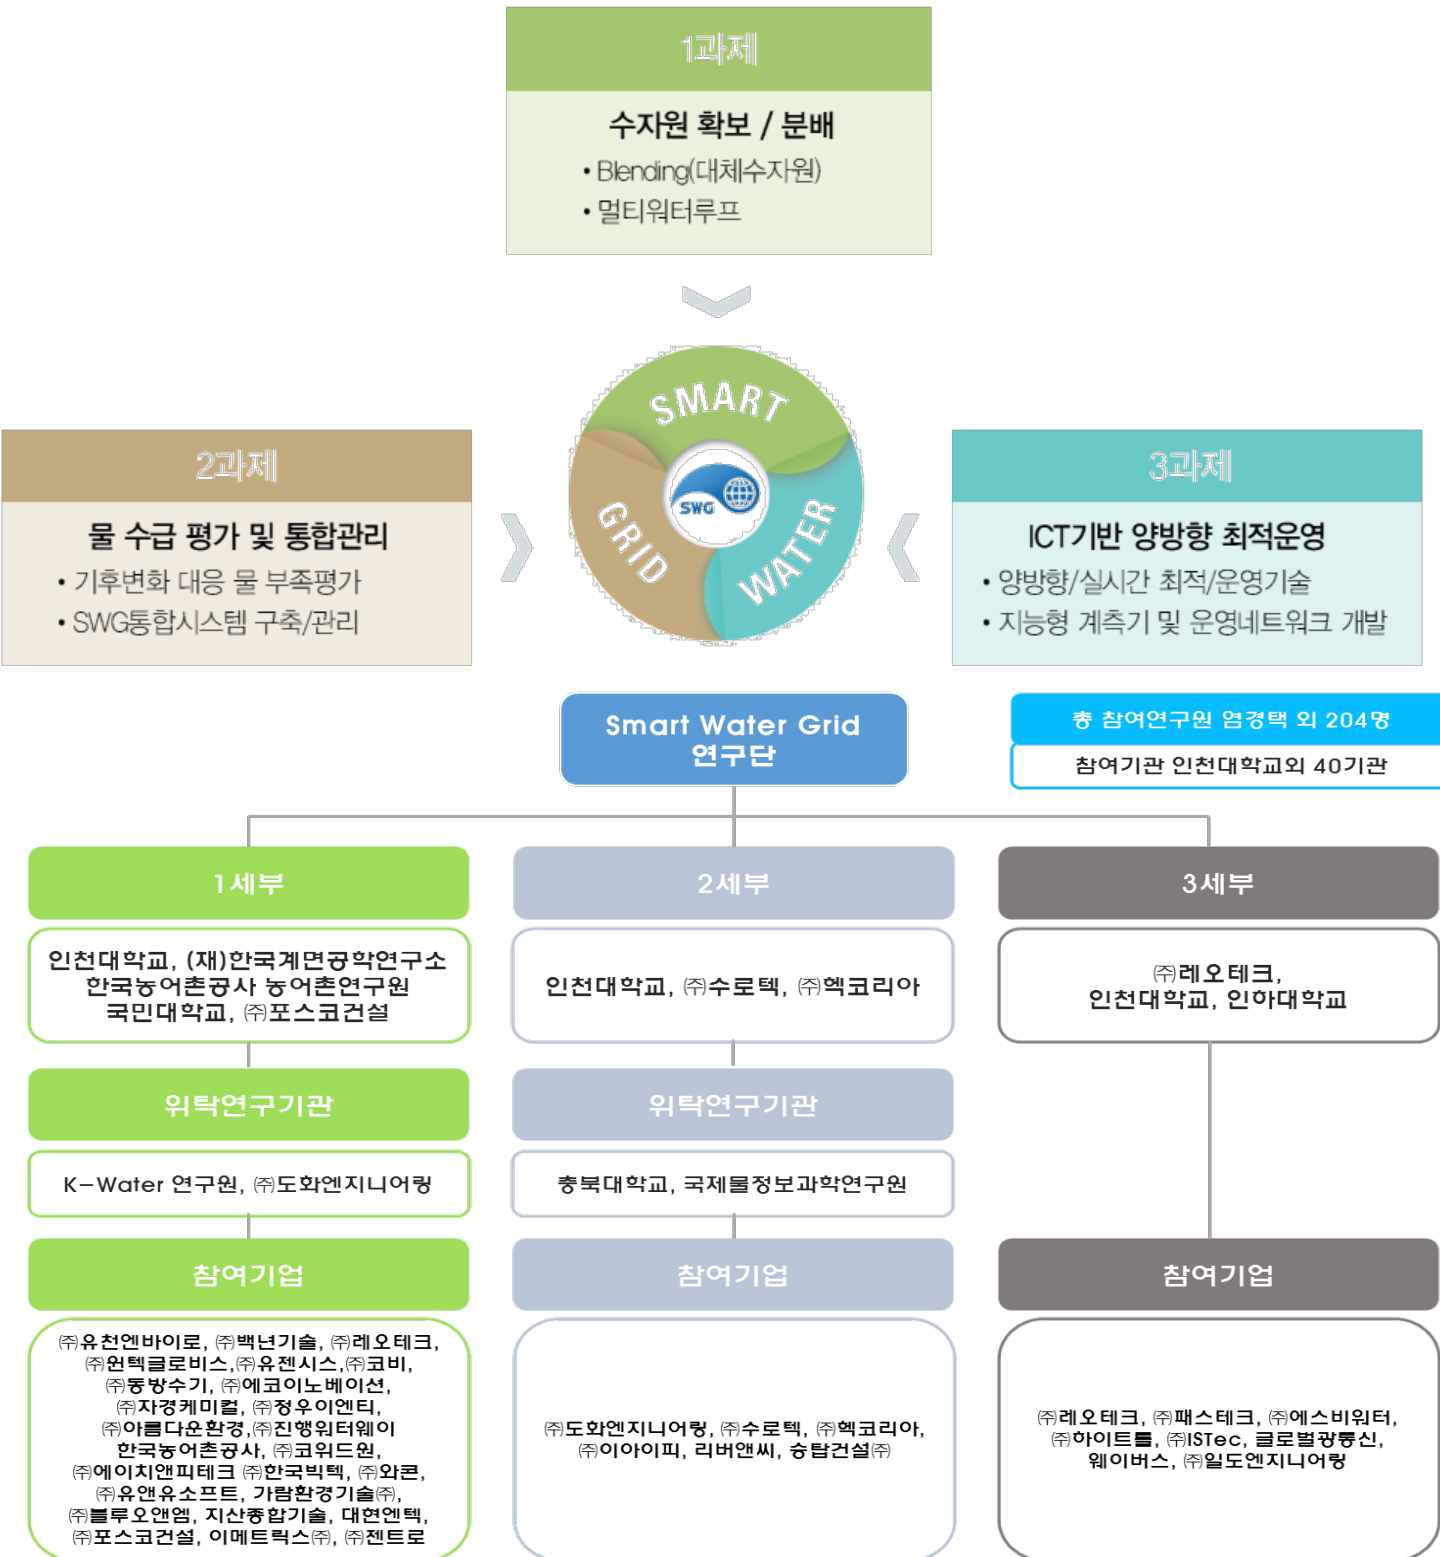 1과제
수자원 확보 / 분배
• Blending(대체수자원)
• 멀티워터루프
SMART
WATER
GRID
SWG
2과제
물 수급 평가 및 통합관리
• 기후변화 대응 물 부족평가
• SWG통합시스템 구축/관리
3과제
ICT기반 양방향 최적운영
• 양방향/실시간 최적/운영기술
• 지능형 계측기 및 운영네트워크 개발
Smart Water Grid
연구단
총 참여연구원 염경택 외 204명
참여기관 인천대학교외 40기관
1세부
인천대학교, (재)한국계면공학연구소
한국농어촌공사 농어촌연구원
국민대학교, ㈜포스코건설
위탁연구기관
K-Water 연구원, ㈜도화엔지니어링
참여기업
㈜유천엔바이로, ㈜백년기술, ㈜레오테크,
㈜윈텍글로비스,㈜유젠시스,㈜코비,
㈜동방수기, ㈜에코이노베이션,
㈜자경케미컬, ㈜정우이엔티,
㈜아름다운환경,㈜진행워터웨이
한국농어촌공사, ㈜코위드원,
㈜에이치앤피테크 ㈜한국빅텍, ㈜와콘,
㈜유앤유소프트, 가람환경기술㈜,
㈜블루오앤엠, 지산종합기술, 대현엔텍,
㈜포스코건설, 이메트릭스㈜, ㈜젠트로
2세부
인천대학교, ㈜수로텍, ㈜헥코리아
위탁연구기관
충북대학교, 국제물정보과학연구원
참여기업
㈜도화엔지니어링, ㈜수로텍, ㈜헥코리아,
㈜이아이피, 리버앤씨, 승탑건설㈜
3세부
㈜레오테크,
인천대학교, 인하대학교
참여기업
㈜레오테크, ㈜패스테크, ㈜에스비워터,
㈜하이트롤, ㈜ISTec, 글로벌광통신,
웨이버스, ㈜일도엔지니어링